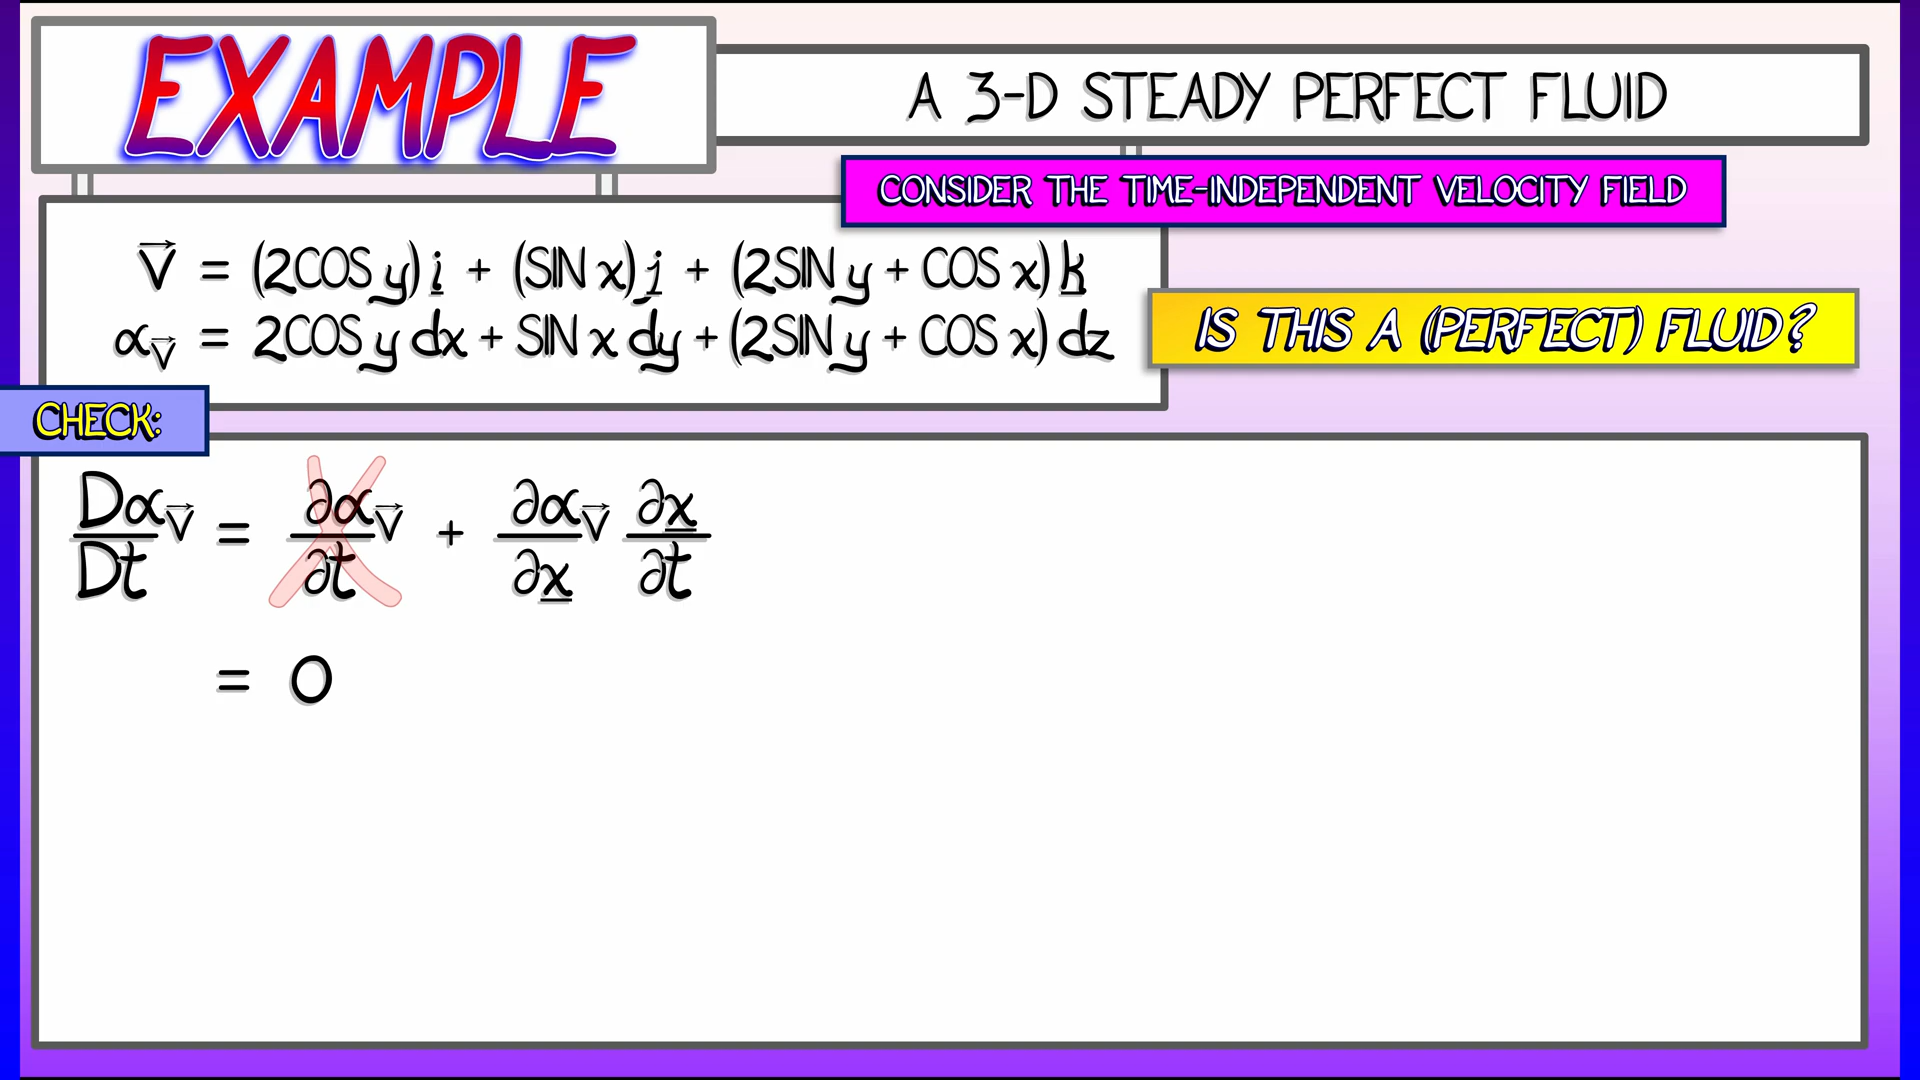 EXAMPLE
A 3-D STEADY PERFECT FLUID
CONSIDER THE TIME-INDEPENDENT VELOCITY FIELD
V⃗ = (2COS y) i̲ + (SIN x) j̲ + (2SIN y + COS x) k̲
α_V⃗ = 2COS y dx + SIN x dy + (2SIN y + COS x) dz
IS THIS A (PERFECT) FLUID?
CHECK:
Dα_V⃗/Dt = ∂α_V⃗/∂t + ∂α_V⃗/∂x̲ ∂x̲/∂t
= 0